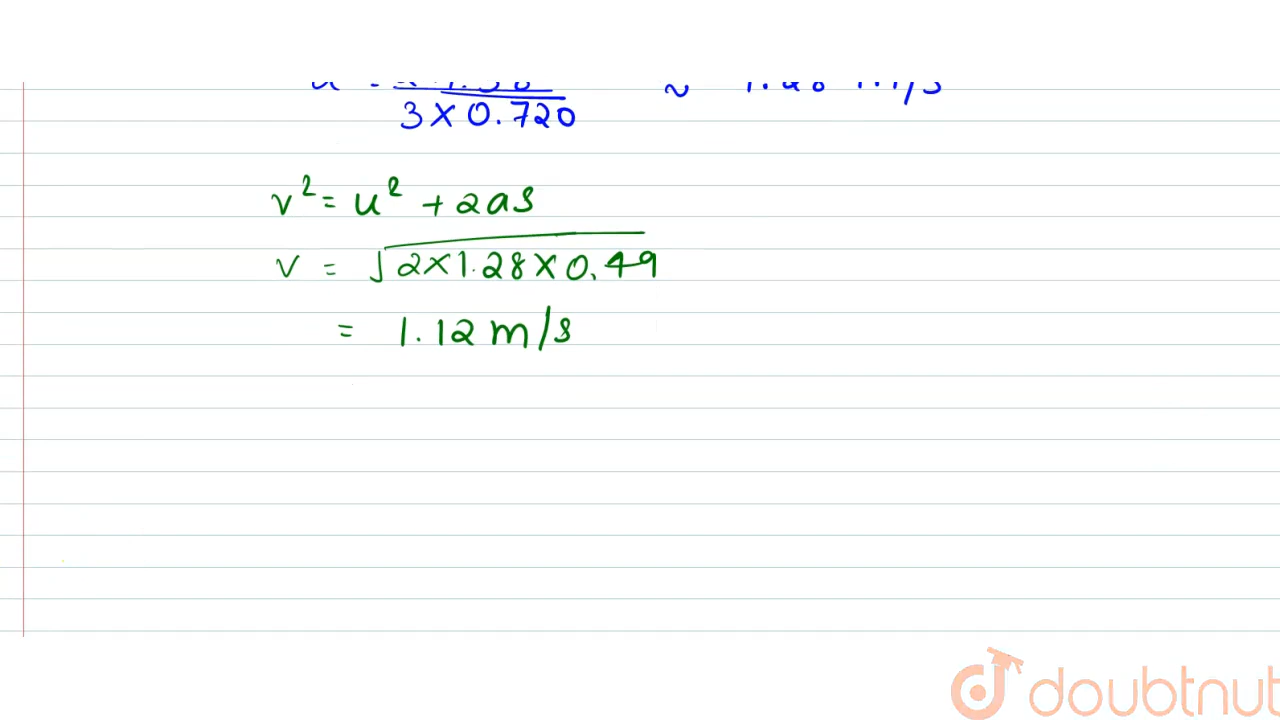 3 × 0.720
v² = u² + 2as
v = √2×1.28×0.49
= 1.12 m/s
doubtnut